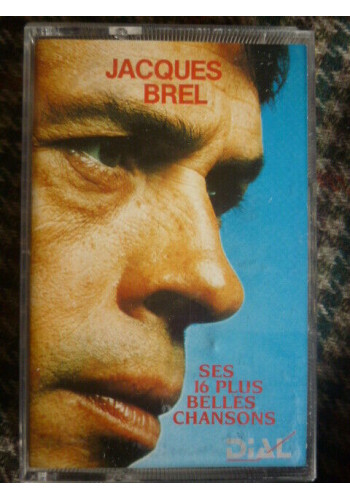 JACQUES
BREL
SES
16 PLUS
BELLES
CHANSONS
DIAL